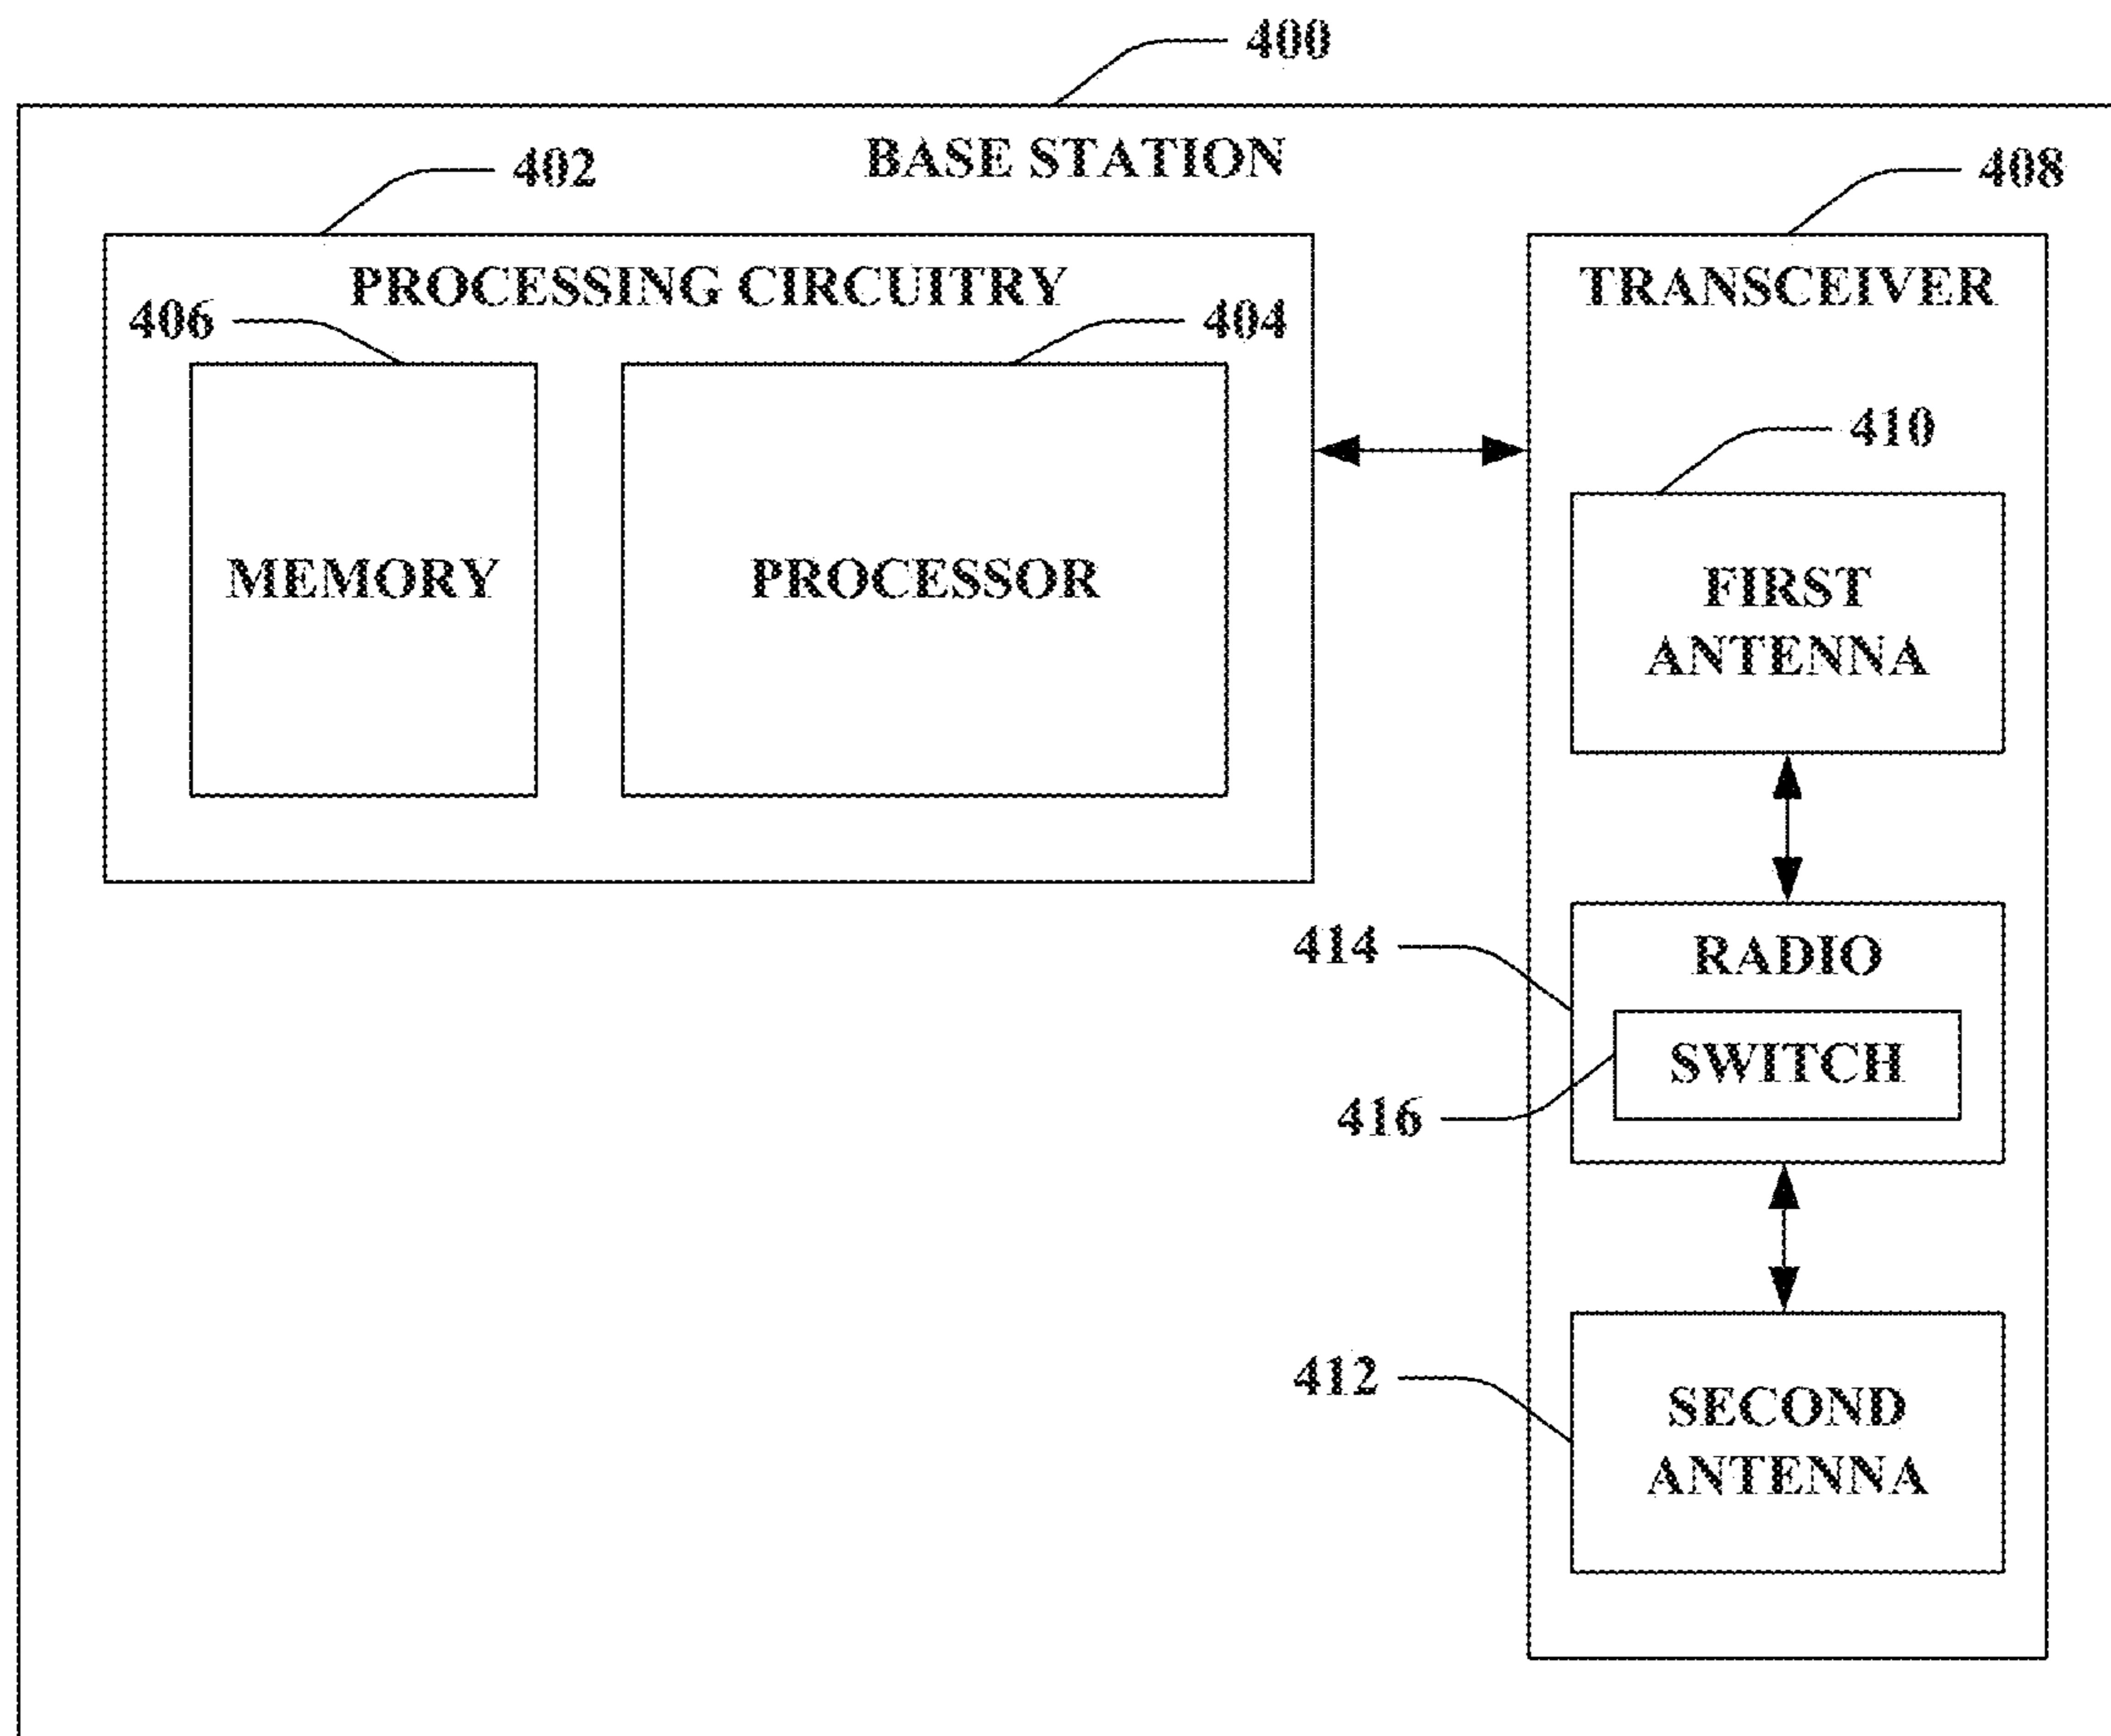 400
BASE STATION
402
408
PROCESSING CIRCUITRY
TRANSCEIVER
406
404
410
MEMORY
PROCESSOR
FIRST
ANTENNA
414
RADIO
SWITCH
416
412
SECOND
ANTENNA